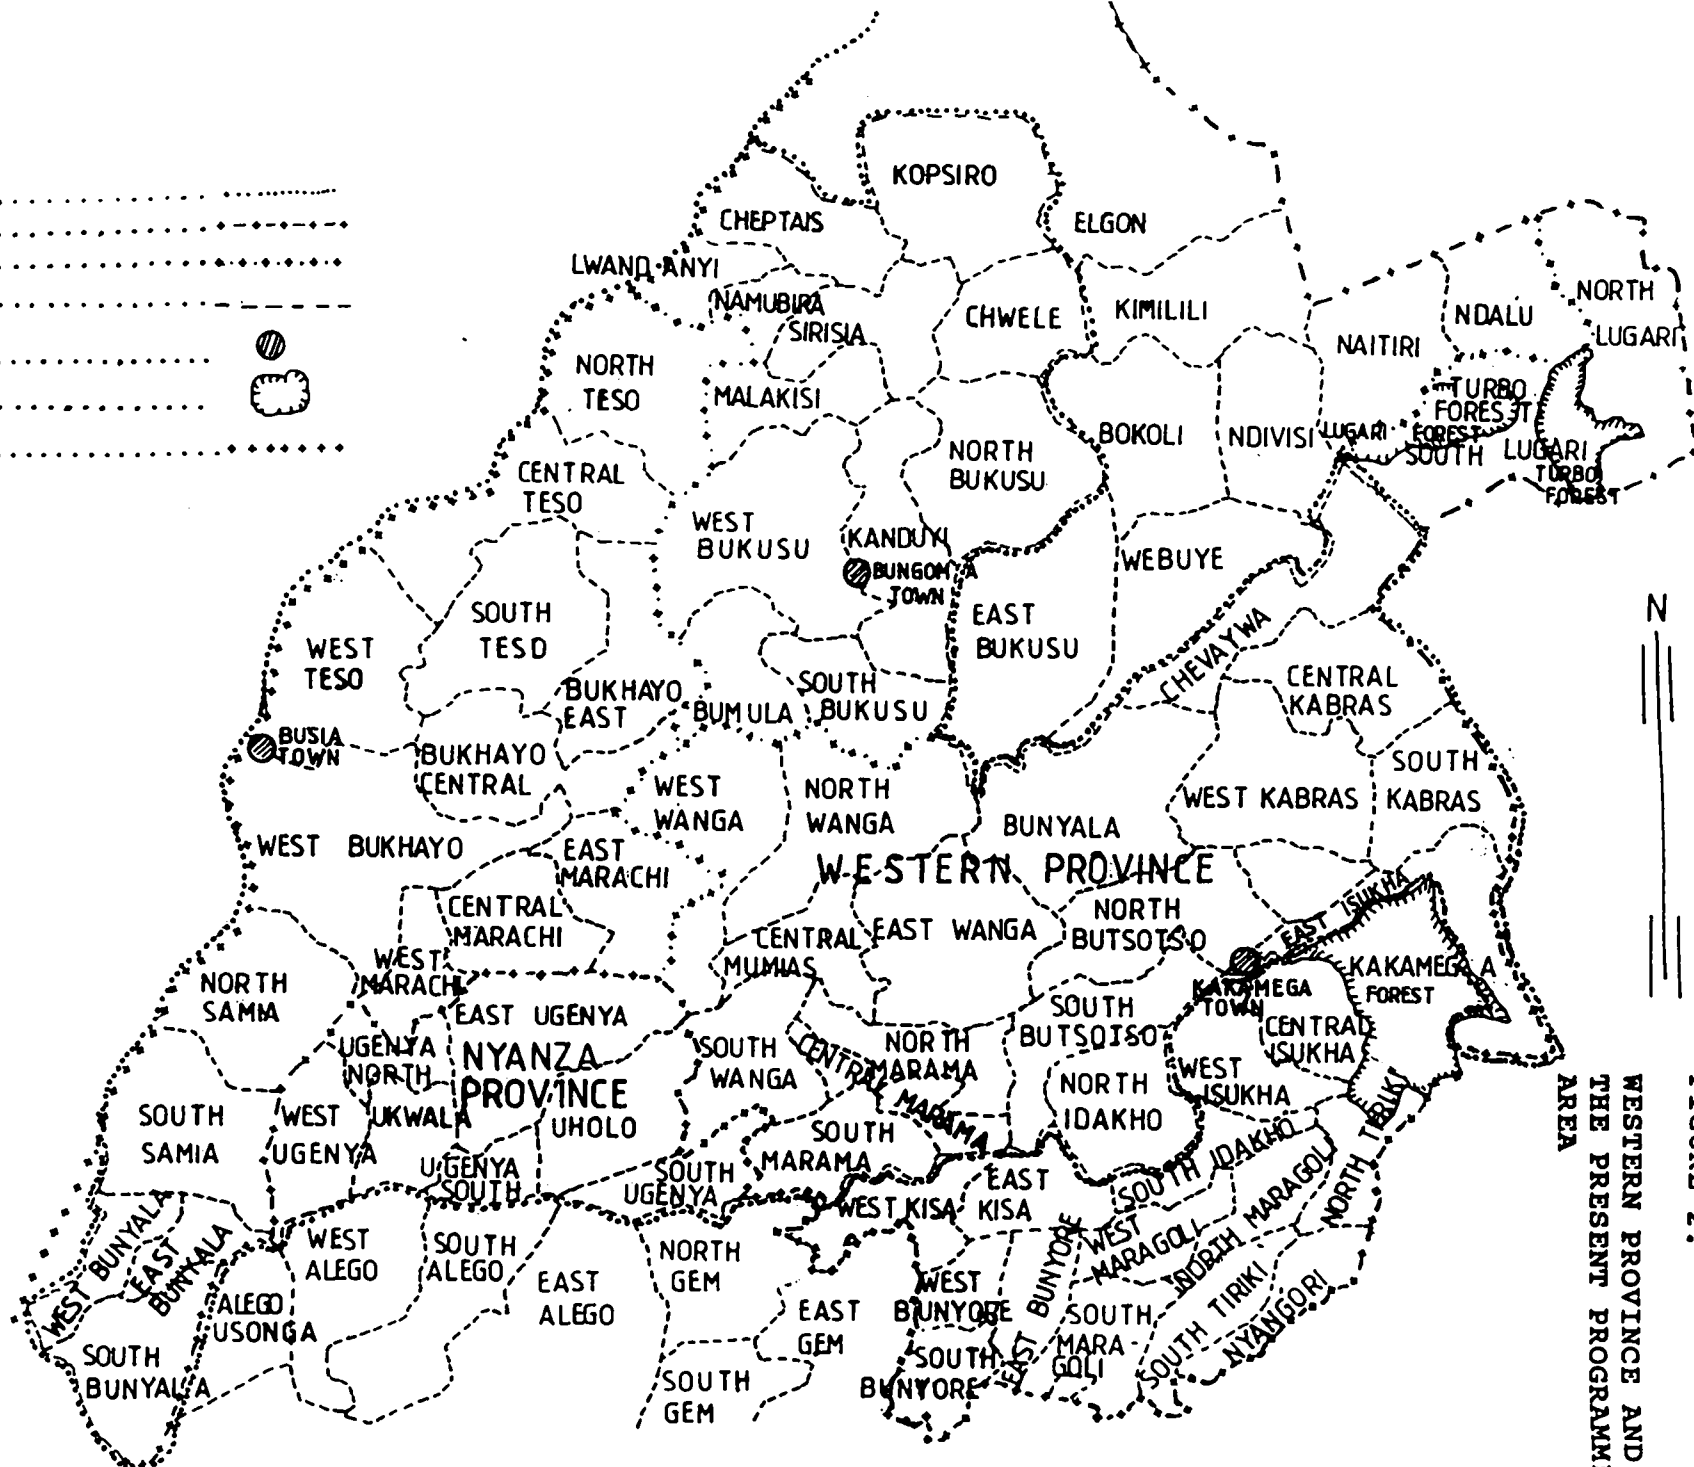 KOPSIRO
CHEPTAIS
ELGON
LWAND ANYI
NAMUBIRA
SIRISIA
CHWELE
KIMILILI
NAITIRI
NDALU
NORTH
LUGARI
NORTH
TESO
MALAKISI
TURBO
FOREST
LUGARI
FOREST
SOUTH
LUGARI
TURBO
FOREST
BOKOLI
NDIVISI
NORTH
BUKUSU
CENTRAL
TESO
WEST
BUKUSU
KANDUYI
BUNGOMA
TOWN
WEBUYE
EAST
BUKUSU
SOUTH
TESO
WEST
TESO
CHEVAYWA
CENTRAL
KABRAS
BUKHAYO
EAST
BUMULA
SOUTH
BUKUSU
BUSIA
TOWN
BUKHAYO
CENTRAL
WEST
WANGA
NORTH
WANGA
BUNYALA
WEST KABRAS
SOUTH
KABRAS
WEST BUKHAYO
EAST
MARACHI
WESTERN PROVINCE
CENTRAL
MARACHI
WEST
MARACHI
CENTRAL
MUMIAS
EAST WANGA
NORTH
BUTSOTSO
EAST ISUKHA
KAKAMEGA
FOREST
KAKAMEGA
TOWN
NORTH
SAMIA
EAST UGENYA
UGENYA
NORTH
NYANZA
PROVINCE
SOUTH
WANGA
CENTRAL
MARAMA
NORTH
MARAMA
SOUTH
BUTSOTSO
CENTRAL
ISUKHA
WEST
ISUKHA
NORTH
IDAKHO
SOUTH
SAMIA
WEST
UGENYA
UKWALA
UHOLO
UGENYA
SOUTH
SOUTH
UGENYA
SOUTH
MARAMA
WEST KISA
EAST
KISA
SOUTH IDAKHO
NORTH TIRIKI
NORTH MARAGOLI
WEST
MARAGOLI
WEST
BUNYALA
EAST
BUNYALA
SOUTH
BUNYALA
ALEGO
USONGA
WEST
ALEGO
SOUTH
ALEGO
EAST
ALEGO
NORTH
GEM
EAST
GEM
SOUTH
GEM
WEST
BUNYORE
SOUTH
BUNYORE
EAST BUNYORE
SOUTH
MARA-
GOLI
SOUTH TIRIKI
NYANGORI
N
WESTERN PROVINCE AND
THE PRESENT PROGRAMM
AREA